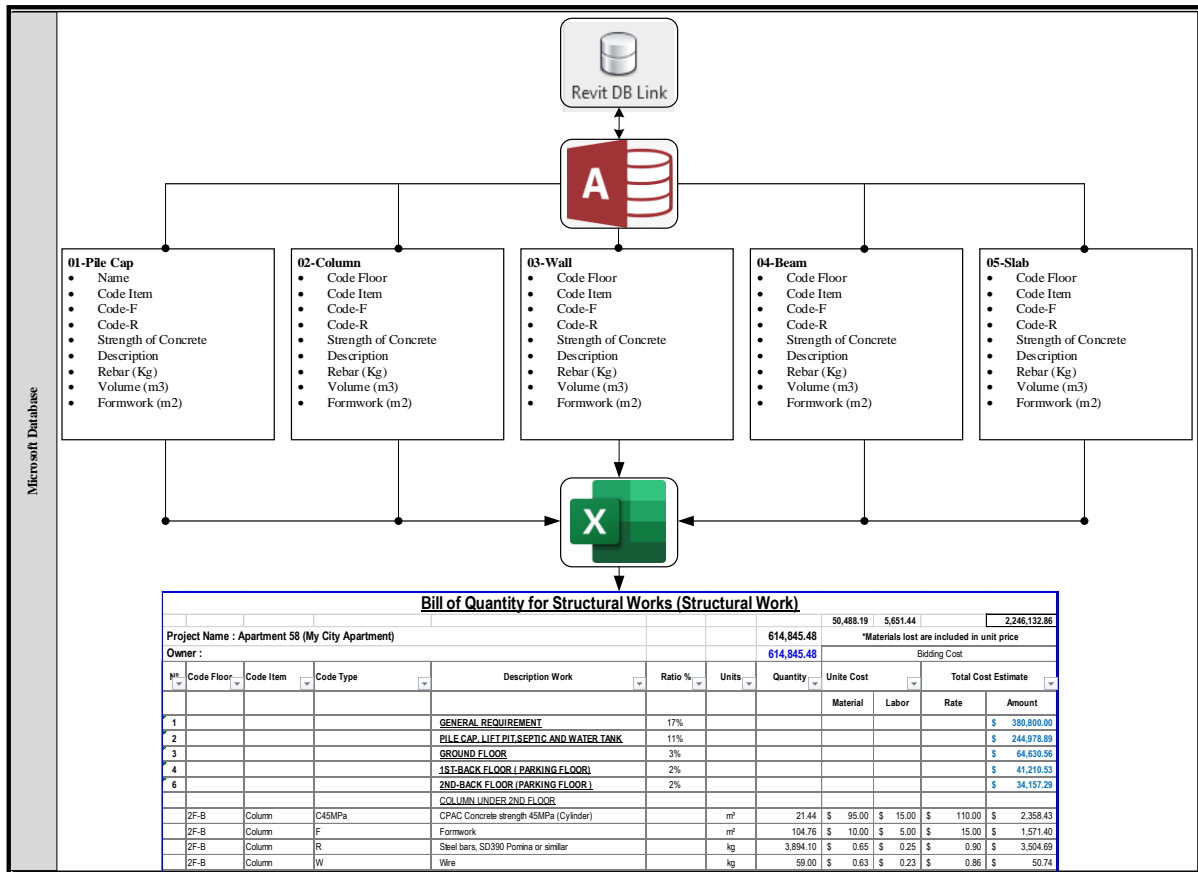 Microsoft Database
Revit DB Link
A
01-Pile Cap
• Name
• Code Item
• Code-F
• Code-R
• Strength of Concrete
• Description
• Rebar (Kg)
• Volume (m3)
• Formwork (m2)
02-Column
• Code Floor
• Code Item
• Code-F
• Code-R
• Strength of Concrete
• Description
• Rebar (Kg)
• Volume (m3)
• Formwork (m2)
03-Wall
• Code Floor
• Code Item
• Code-F
• Code-R
• Strength of Concrete
• Description
• Rebar (Kg)
• Volume (m3)
• Formwork (m2)
04-Beam
• Code Floor
• Code Item
• Code-F
• Code-R
• Strength of Concrete
• Description
• Rebar (Kg)
• Volume (m3)
• Formwork (m2)
05-Slab
• Code Floor
• Code Item
• Code-F
• Code-R
• Strength of Concrete
• Description
• Rebar (Kg)
• Volume (m3)
• Formwork (m2)
X
Bill of Quantity for Structural Works (Structural Work)
50,488.19 5,651.44 2,246,132.86
Project Name : Apartment 58 (My City Apartment) 614,845.48 *Materials lost are included in unit price
Owner : 614,845.48 Bidding Cost
Nº Code Floor Code Item Code Type Description Work Ratio % Units Quantity Unite Cost Total Cost Estimate
Material Labor Rate Amount
1 GENERAL REQUIREMENT 17% $ 380,800.00
2 PILE CAP, LIFT PIT,SEPTIC AND WATER TANK 11% $ 244,978.89
3 GROUND FLOOR 3% $ 64,630.56
4 1ST-BACK FLOOR ( PARKING FLOOR) 2% $ 41,210.53
6 2ND-BACK FLOOR (PARKING FLOOR ) 2% $ 34,157.29
COLUMN UNDER 2ND FLOOR
2F-B Column C45MPa CPAC Concrete strength 45MPa (Cylinder) m³ 21.44 $ 95.00 $ 15.00 $ 110.00 $ 2,358.43
2F-B Column F Formwork m² 104.76 $ 10.00 $ 5.00 $ 15.00 $ 1,571.40
2F-B Column R Steel bars, SD390 Pomina or simillar kg 3,894.10 $ 0.65 $ 0.25 $ 0.90 $ 3,504.69
2F-B Column W Wire kg 59.00 $ 0.63 $ 0.23 $ 0.86 $ 50.74